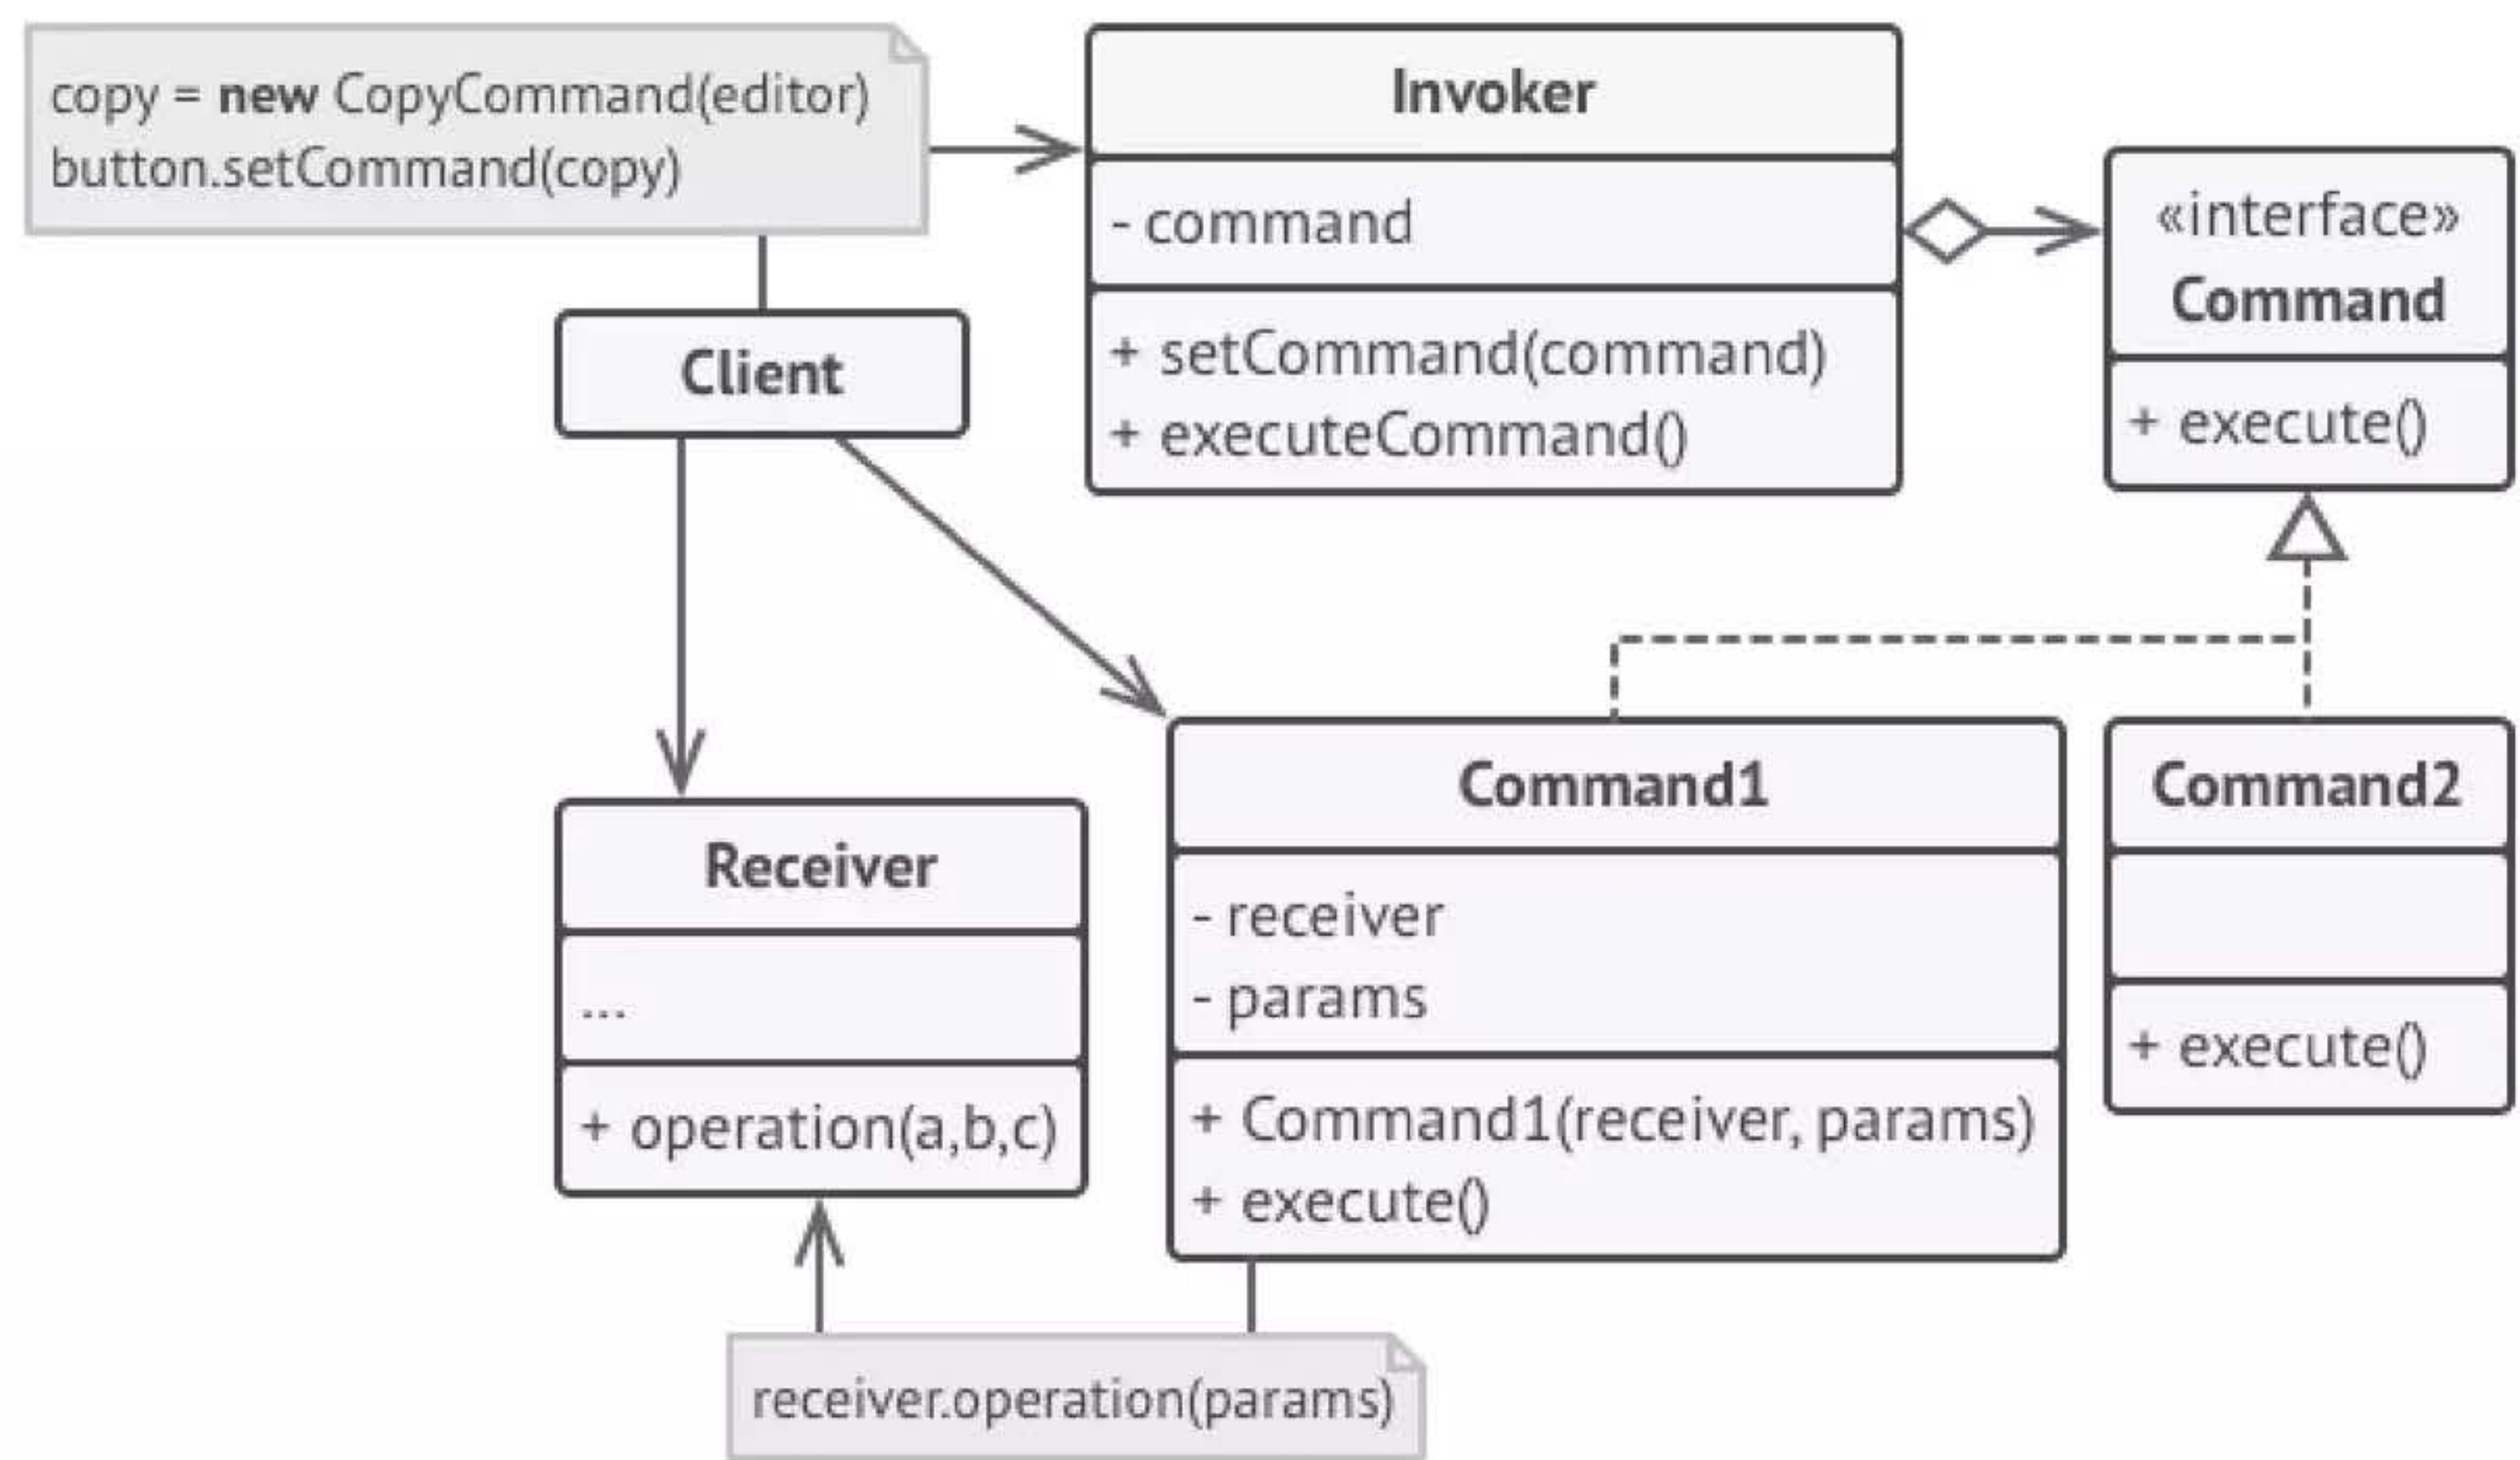 copy = new CopyCommand(editor)
button.setCommand(copy)
Client
Invoker
- command
+ setCommand(command)
+ executeCommand()
«interface»
Command
+ execute()
Receiver
...
+ operation(a,b,c)
Command1
- receiver
- params
+ Command1(receiver, params)
+ execute()
Command2
+ execute()
receiver.operation(params)